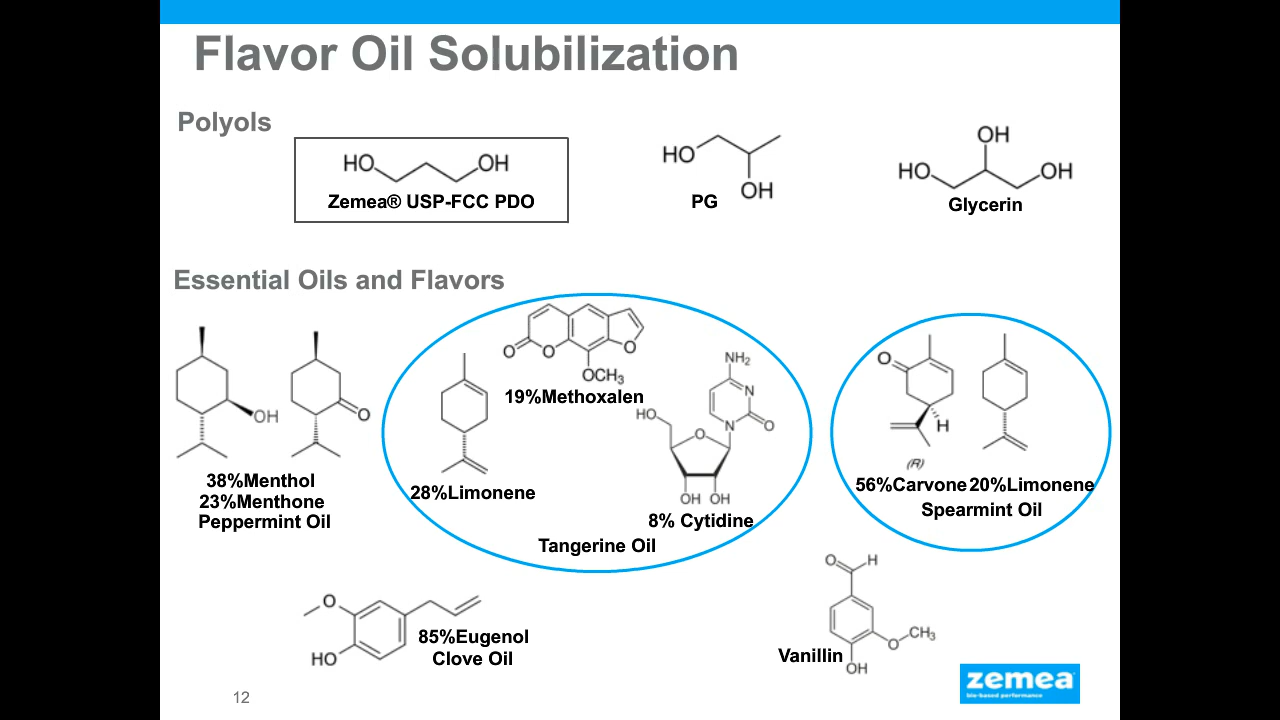 Flavor Oil Solubilization
Polyols
HO OH
Zemea® USP-FCC PDO
HO
OH
PG
OH
HO OH
Glycerin
Essential Oils and Flavors
OH
O
38%Menthol
23%Menthone
Peppermint Oil
O O O
OCH3
19%Methoxalen
28%Limonene
NH2
N
N O
HO
O
OH OH
8% Cytidine
Tangerine Oil
O
H
(R)
56%Carvone 20%Limonene
Spearmint Oil
O
HO
85%Eugenol
Clove Oil
O H
O CH3
OH
Vanillin
12
zemea
bio-based performance